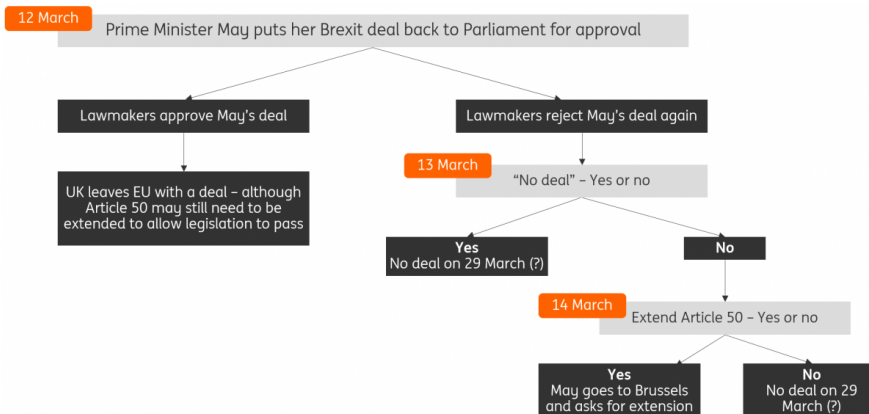 12 March
Prime Minister May puts her Brexit deal back to Parliament for approval
Lawmakers approve May's deal
Lawmakers reject May's deal again
13 March
"No deal" – Yes or no
UK leaves EU with a deal – although
Article 50 may still need to be
extended to allow legislation to pass
Yes
No deal on 29 March (?)
No
14 March
Extend Article 50 – Yes or no
Yes
May goes to Brussels
and asks for extension
No
No deal on 29
March (?)